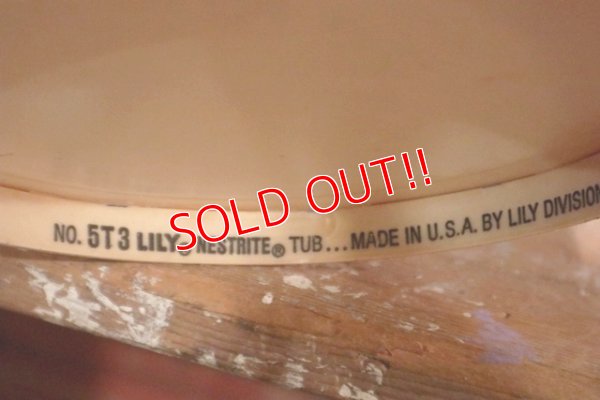 SOLD OUT!!
NO. 5T3 LILY® NESTRITE® TUB... MADE IN U.S.A. BY LILY DIVISION